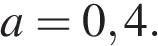 a = 0,4.